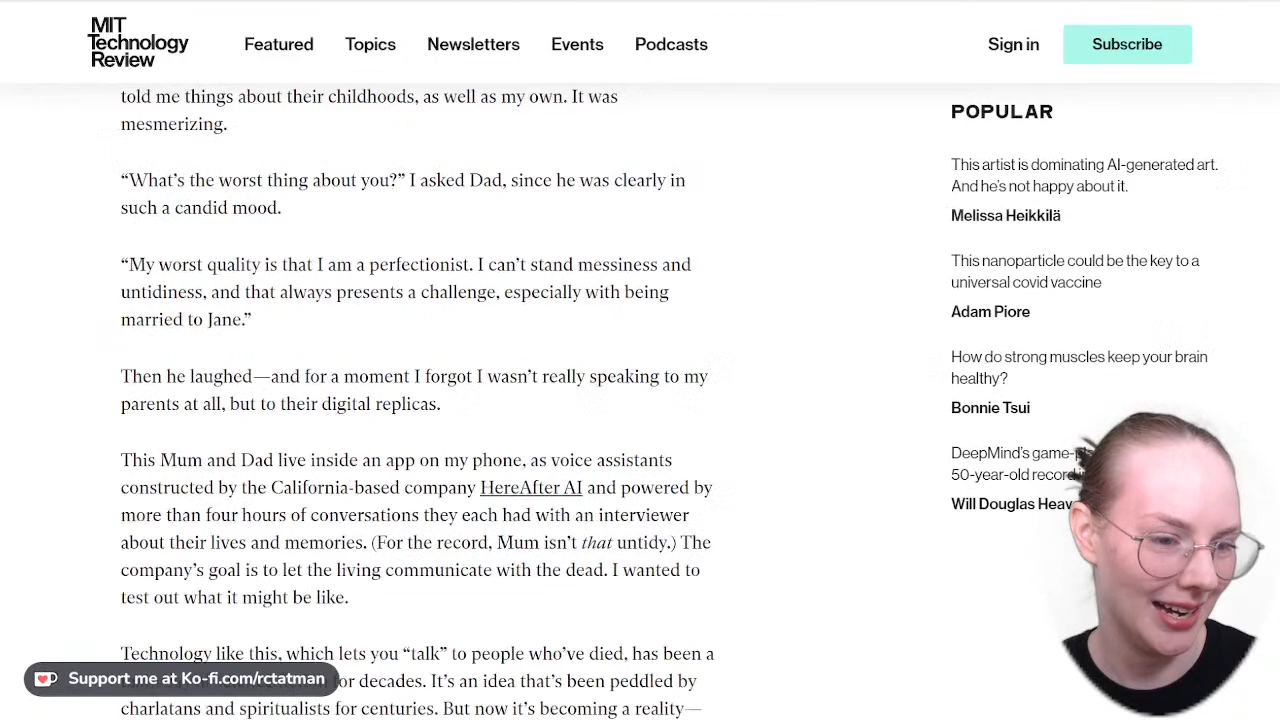 MIT
Technology
Review
Featured
Topics
Newsletters
Events
Podcasts
Sign in
Subscribe
told me things about their childhoods, as well as my own. It was
mesmerizing.
“What’s the worst thing about you?” I asked Dad, since he was clearly in
such a candid mood.
“My worst quality is that I am a perfectionist. I can’t stand messiness and
untidiness, and that always presents a challenge, especially with being
married to Jane.”
Then he laughed—and for a moment I forgot I wasn’t really speaking to my
parents at all, but to their digital replicas.
This Mum and Dad live inside an app on my phone, as voice assistants
constructed by the California-based company HereAfter AI and powered by
more than four hours of conversations they each had with an interviewer
about their lives and memories. (For the record, Mum isn’t that untidy.) The
company’s goal is to let the living communicate with the dead. I wanted to
test out what it might be like.
Technology like this, which lets you “talk” to people who’ve died, has been a
for decades. It’s an idea that’s been peddled by
charlatans and spiritualists for centuries. But now it’s becoming a reality—
POPULAR
This artist is dominating AI-generated art.
And he’s not happy about it.
Melissa Heikkilä
This nanoparticle could be the key to a
universal covid vaccine
Adam Piore
How do strong muscles keep your brain
healthy?
Bonnie Tsui
DeepMind’s game-
50-year-old record
Will Douglas Heav
Support me at Ko-fi.com/rctatman